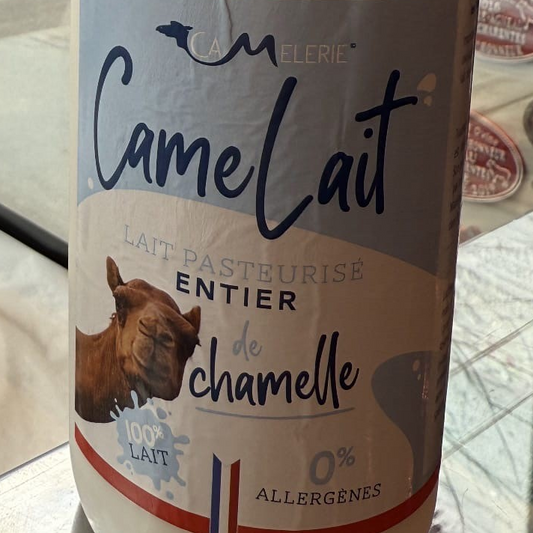 CAMELERIE
CameLait
LAIT PASTEURISÉ
ENTIER
de
chamelle
100%
LAIT
0%
ALLERGÈNES